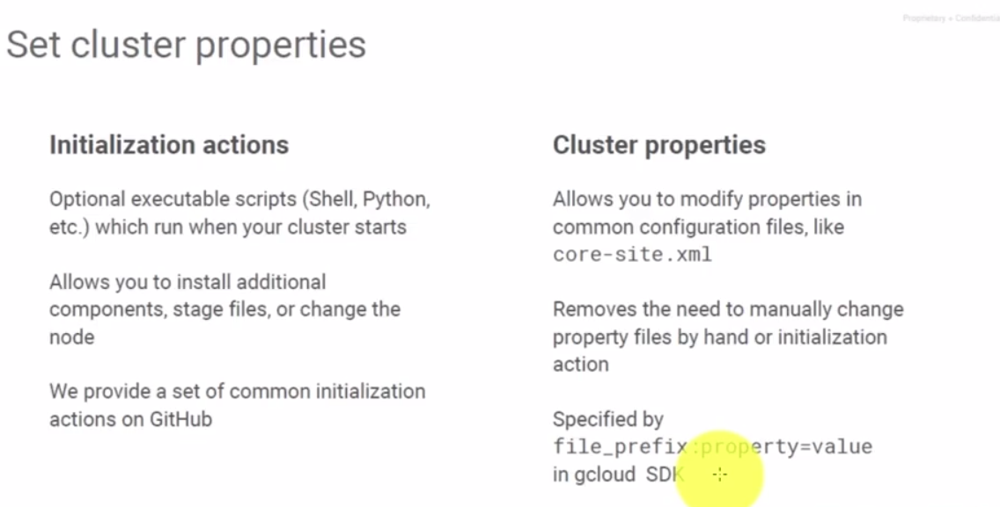 Proprietary + Confidential
Set cluster properties
Initialization actions
Optional executable scripts (Shell, Python,
etc.) which run when your cluster starts
Allows you to install additional
components, stage files, or change the
node
We provide a set of common initialization
actions on GitHub
Cluster properties
Allows you to modify properties in
common configuration files, like
core-site.xml
Removes the need to manually change
property files by hand or initialization
action
Specified by
file_prefix:property=value
in gcloud SDK